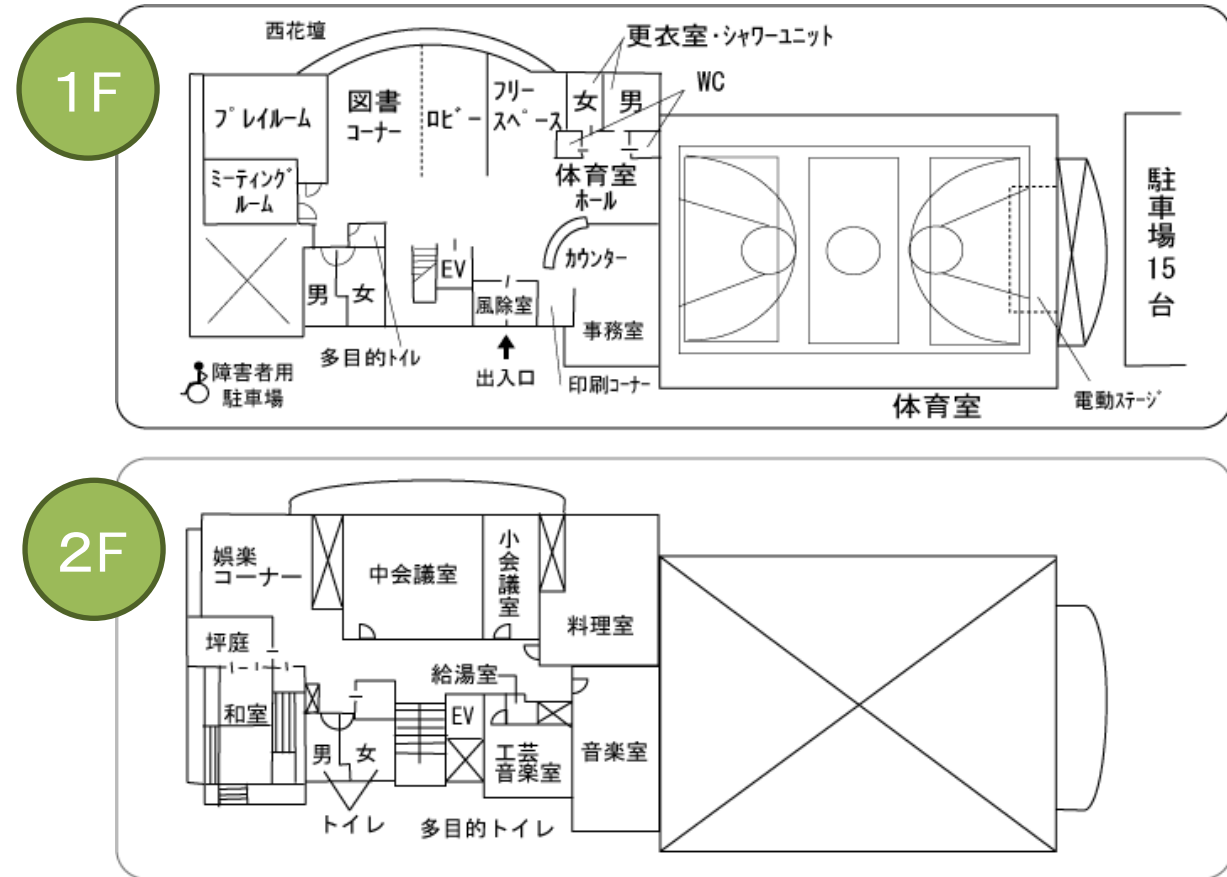 1F
西花壇
更衣室・シャワーユニット
WC
プレイルーム
図書
コーナー
ロビー
フリー
スペース
女
男
ミーティング
ルーム
体育室
ホール
カウンター
EV
男
女
風除室
事務室
多目的トイレ
出入口
印刷コーナー
障害者用
駐車場
体育室
電動ステージ
駐車場15台
2F
娯楽
コーナー
中会議室
小会議室
料理室
坪庭
給湯室
和室
EV
男
女
工芸
音楽室
音楽室
トイレ
多目的トイレ